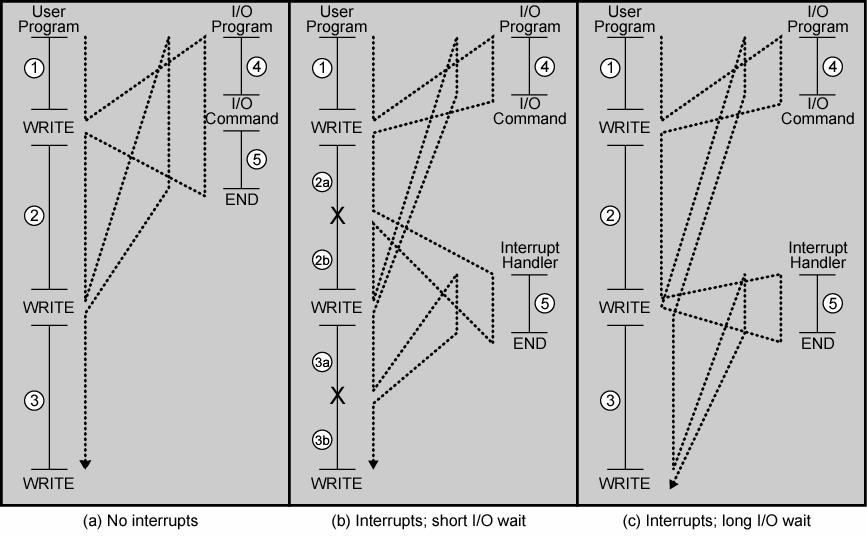 User
Program
I/O
Program
1
4
WRITE
I/O
Command
5
END
2
WRITE
3
WRITE
(a) No interrupts
User
Program
I/O
Program
1
4
I/O
Command
WRITE
2a
X
2b
Interrupt
Handler
5
END
WRITE
3a
X
3b
WRITE
(b) Interrupts; short I/O wait
User
Program
I/O
Program
1
4
I/O
Command
WRITE
2
Interrupt
Handler
5
END
WRITE
3
WRITE
(c) Interrupts; long I/O wait